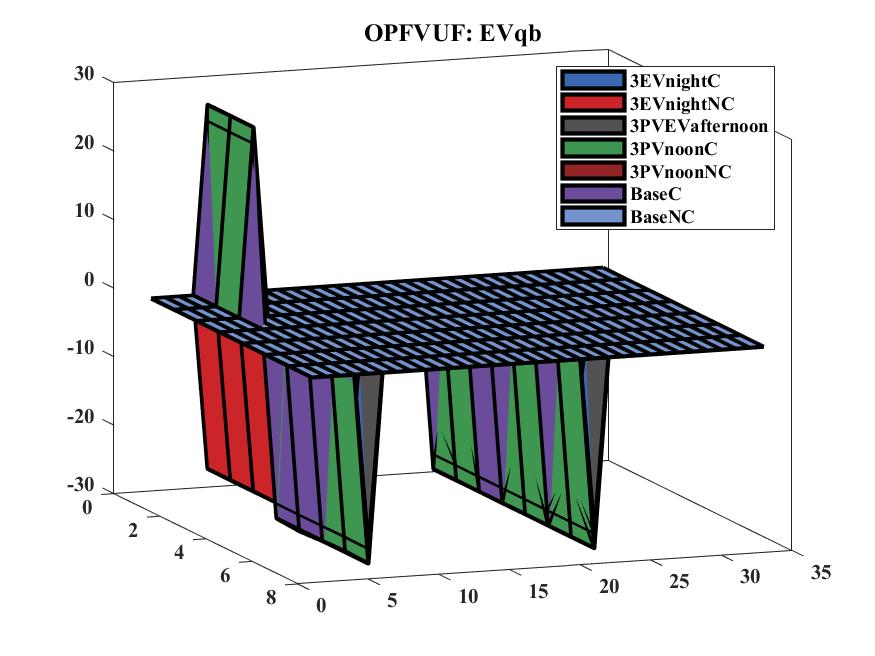 OPFVUF: EVqb
3EVnightC
3EVnightNC
3PVEVafternoon
3PVnoonC
3PVnoonNC
BaseC
BaseNC
30
20
10
0
-10
-20
-30
0
2
4
6
8
0
5
10
15
20
25
30
35